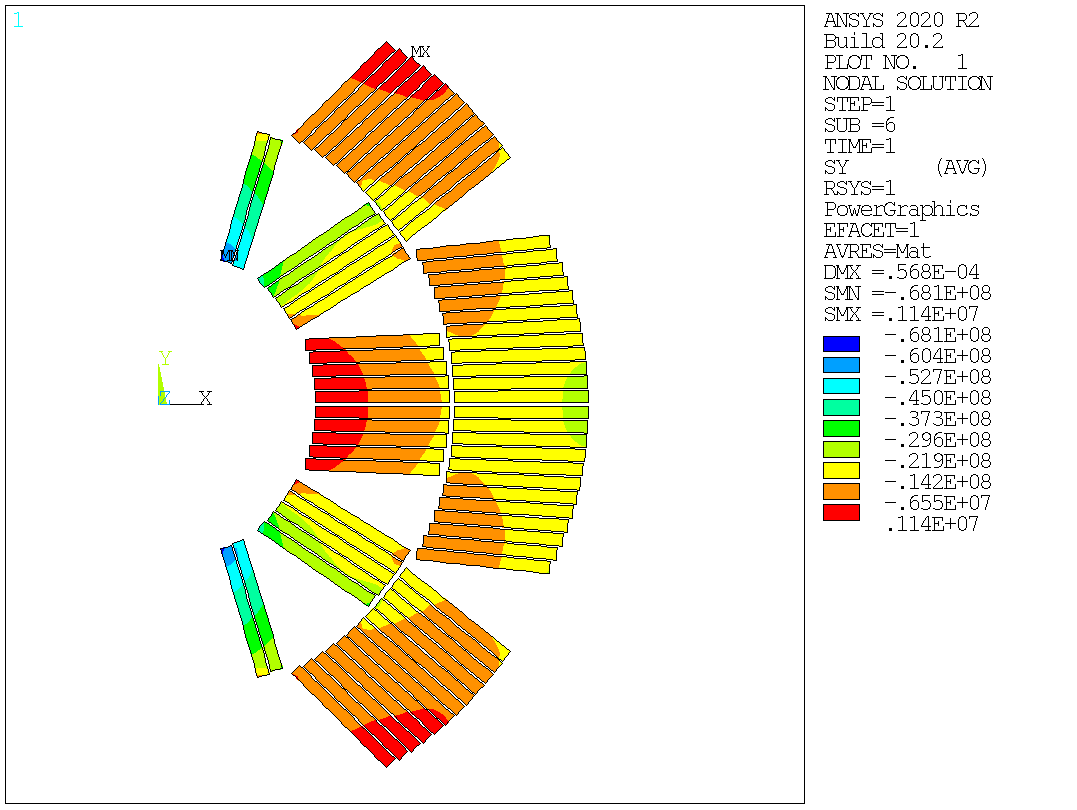 1
ANSYS 2020 R2
Build 20.2
PLOT NO.   1
NODAL SOLUTION
STEP=1
SUB =6
TIME=1
SY       (AVG)
RSYS=1
PowerGraphics
EFACET=1
AVRES=Mat
DMX =.568E-04
SMN =-.681E+08
SMX =.114E+07
-.681E+08
-.604E+08
-.527E+08
-.450E+08
-.373E+08
-.296E+08
-.219E+08
-.142E+08
-.655E+07
.114E+07
MX
MN
Y
Z X